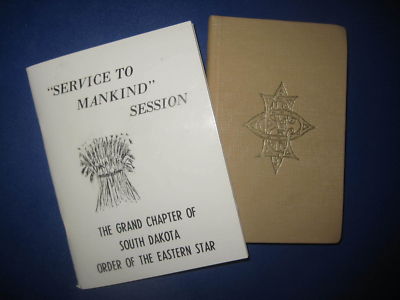 "SERVICE TO
MANKIND"
SESSION
THE GRAND CHAPTER OF
SOUTH DAKOTA
ORDER OF THE EASTERN STAR